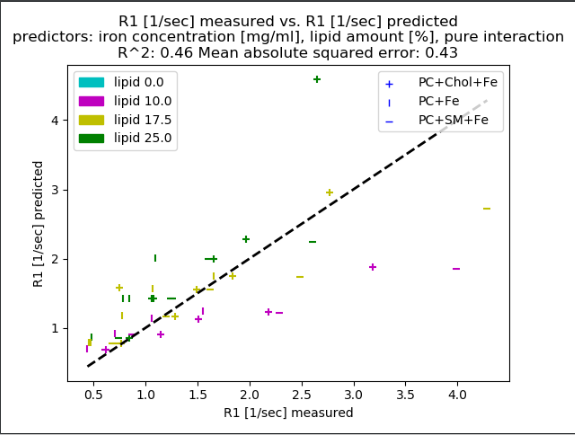 R1 [1/sec] measured vs. R1 [1/sec] predicted
predictors: iron concentration [mg/ml], lipid amount [%], pure interaction
R^2: 0.46 Mean absolute squared error: 0.43
lipid 0.0
lipid 10.0
lipid 17.5
lipid 25.0
PC+Chol+Fe
PC+Fe
PC+SM+Fe
R1 [1/sec] predicted
4
3
2
1
0.5 1.0 1.5 2.0 2.5 3.0 3.5 4.0
R1 [1/sec] measured